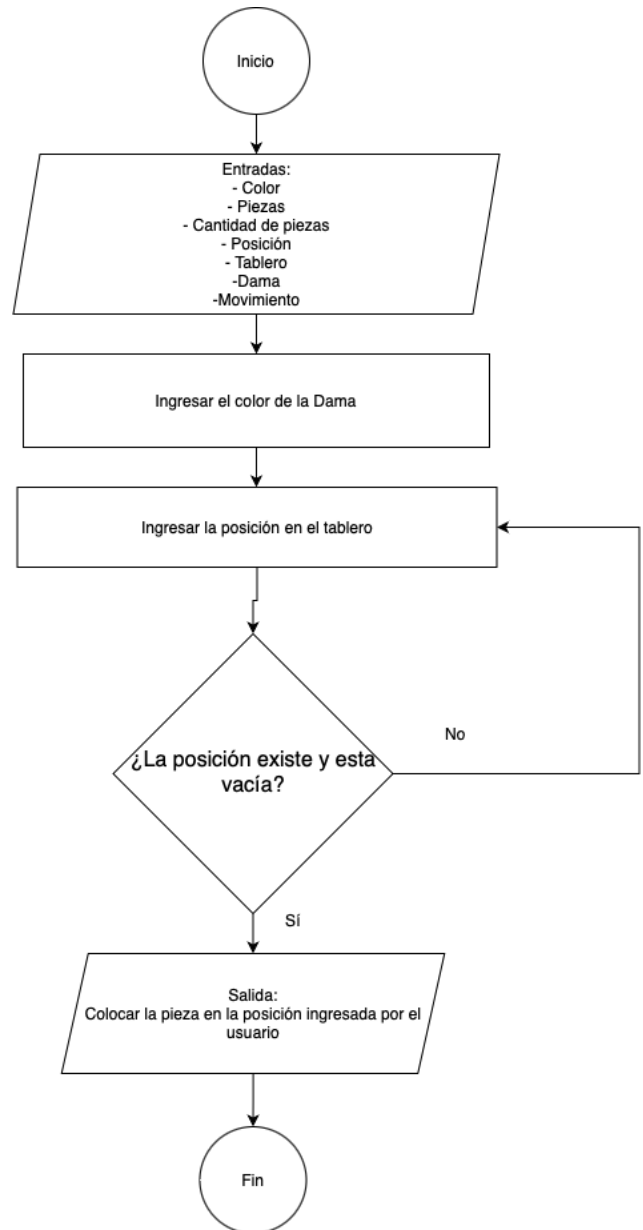 Inicio
Entradas:
- Color
- Piezas
- Cantidad de piezas
- Posición
- Tablero
-Dama
-Movimiento
Ingresar el color de la Dama
Ingresar la posición en el tablero
¿La posición existe y esta
vacía?
No
Sí
Salida:
Colocar la pieza en la posición ingresada por el
usuario
Fin